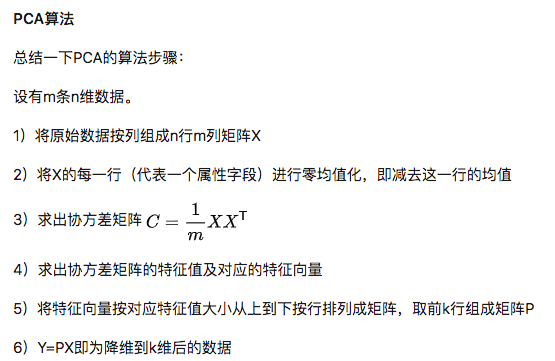 PCA算法
总结一下PCA的算法步骤：
设有m条n维数据。
1）将原始数据按列组成n行m列矩阵X
2）将X的每一行（代表一个属性字段）进行零均值化，即减去这一行的均值
3）求出协方差矩阵 C = \frac{1}{m}XX^T
4）求出协方差矩阵的特征值及对应的特征向量
5）将特征向量按对应特征值大小从上到下按行排列成矩阵，取前k行组成矩阵P
6）Y=PX即为降维到k维后的数据